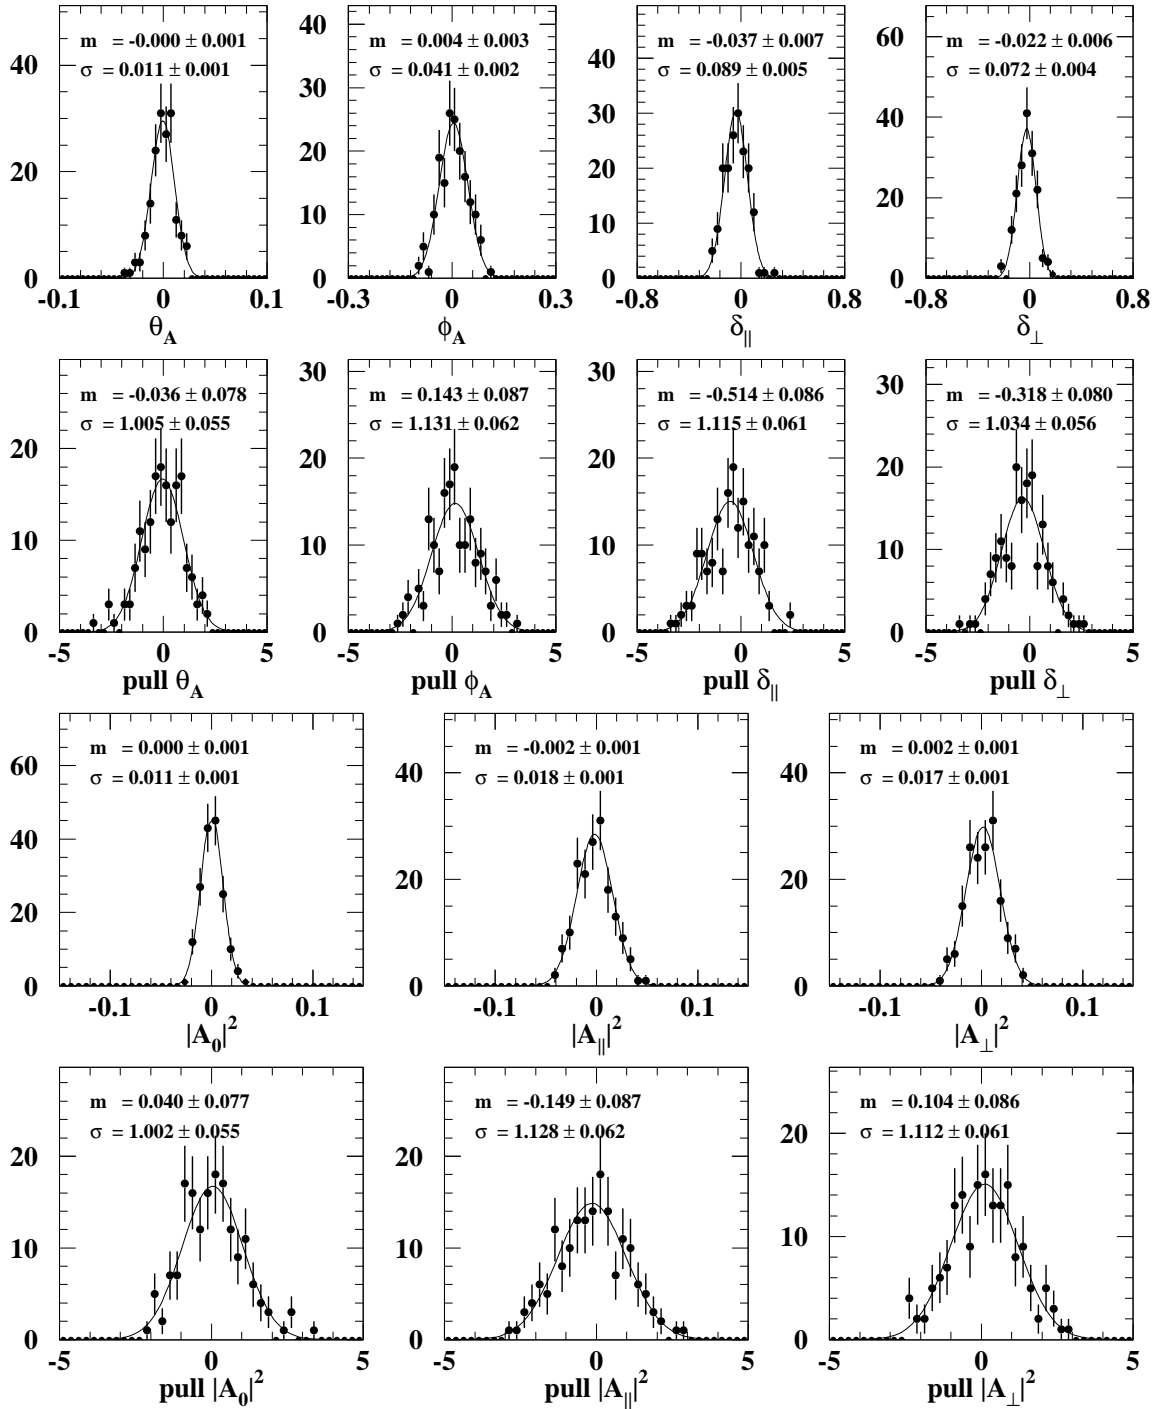 m = -0.000 ± 0.001
σ = 0.011 ± 0.001
40
20
0
-0.1 0 0.1
θ_A
m 0.004 ± 0.003
σ = 0.041 ± 0.002
40
30
20
10
0
-0.3 0 0.3
ϕ_A
m = -0.037 ± 0.007
σ = 0.089 ± 0.005
40
30
20
10
0
-0.8 0 0.8
δ_||
m = -0.022 ± 0.006
σ = 0.072 ± 0.004
60
40
20
0
-0.8 0 0.8
δ_⊥
m = -0.036 ± 0.078
σ = 1.005 ± 0.055
20
10
0
-5 0 5
pull θ_A
m = 0.143 ± 0.087
σ = 1.131 ± 0.062
30
20
10
0
-5 0 5
pull ϕ_A
m = -0.514 ± 0.086
σ = 1.115 ± 0.061
30
20
10
0
-5 0 5
pull δ_||
m = -0.318 ± 0.080
σ = 1.034 ± 0.056
30
20
10
0
-5 0 5
pull δ_⊥
m = 0.000 ± 0.001
σ = 0.011 ± 0.001
60
40
20
0
-0.1 0 0.1
|A_0|^2
m = -0.002 ± 0.001
σ = 0.018 ± 0.001
40
20
0
-0.1 0 0.1
|A_|||^2
m = 0.002 ± 0.001
σ = 0.017 ± 0.001
40
20
0
-0.1 0 0.1
|A_⊥|^2
m = 0.040 ± 0.077
σ = 1.002 ± 0.055
20
10
0
-5 0 5
pull |A_0|^2
m = -0.149 ± 0.087
σ = 1.128 ± 0.062
20
10
0
-5 0 5
pull |A_|||^2
m = 0.104 ± 0.086
σ = 1.112 ± 0.061
20
10
0
-5 0 5
pull |A_⊥|^2